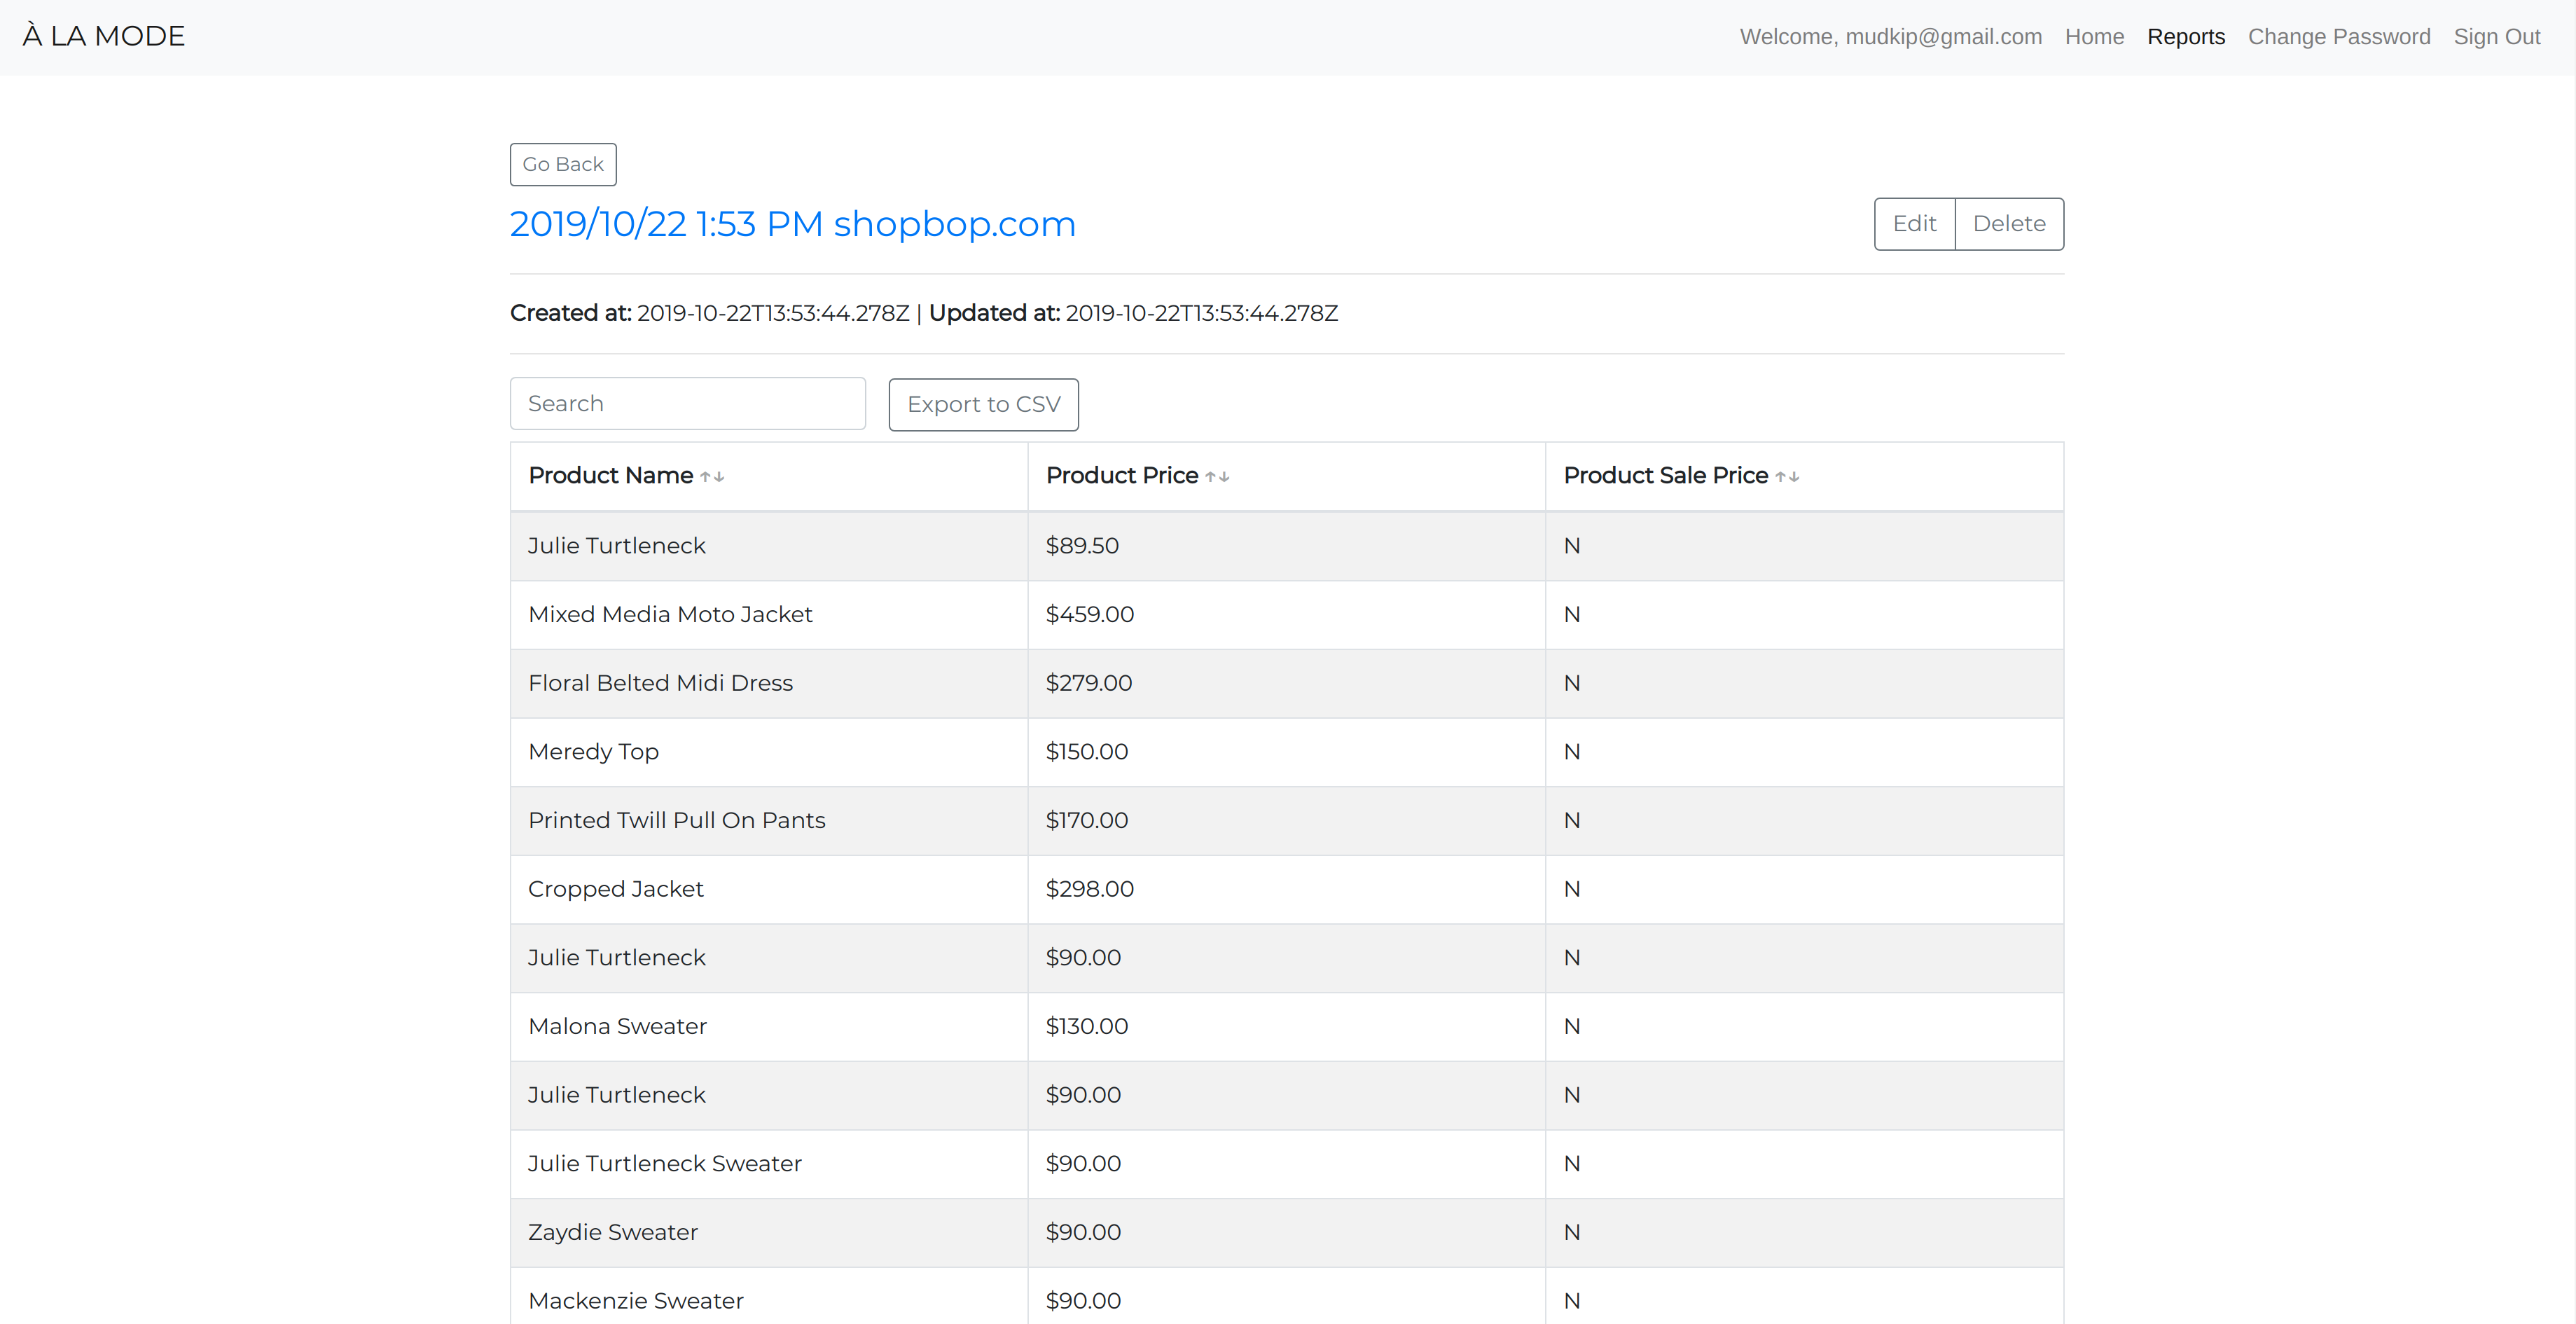 À LA MODE Welcome, mudkip@gmail.com Home Reports Change Password Sign Out
Go Back
2019/10/22 1:53 PM shopbop.com Edit Delete
Created at: 2019-10-22T13:53:44.278Z | Updated at: 2019-10-22T13:53:44.278Z
Search Export to CSV
Product Name ↑↓ Product Price ↑↓ Product Sale Price ↑↓
Julie Turtleneck $89.50 N
Mixed Media Moto Jacket $459.00 N
Floral Belted Midi Dress $279.00 N
Meredy Top $150.00 N
Printed Twill Pull On Pants $170.00 N
Cropped Jacket $298.00 N
Julie Turtleneck $90.00 N
Malona Sweater $130.00 N
Julie Turtleneck $90.00 N
Julie Turtleneck Sweater $90.00 N
Zaydie Sweater $90.00 N
Mackenzie Sweater $90.00 N